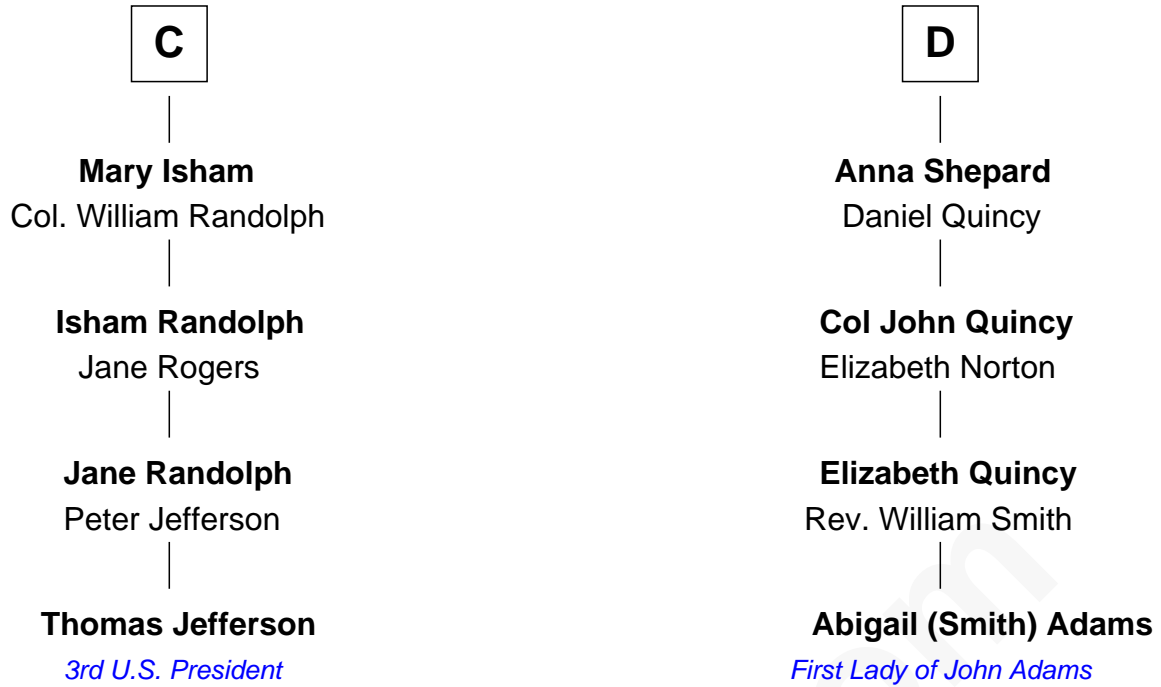 C
Mary Isham
Col. William Randolph
Isham Randolph
Jane Rogers
Jane Randolph
Peter Jefferson
Thomas Jefferson
3rd U.S. President
D
Anna Shepard
Daniel Quincy
Col John Quincy
Elizabeth Norton
Elizabeth Quincy
Rev. William Smith
Abigail (Smith) Adams
First Lady of John Adams